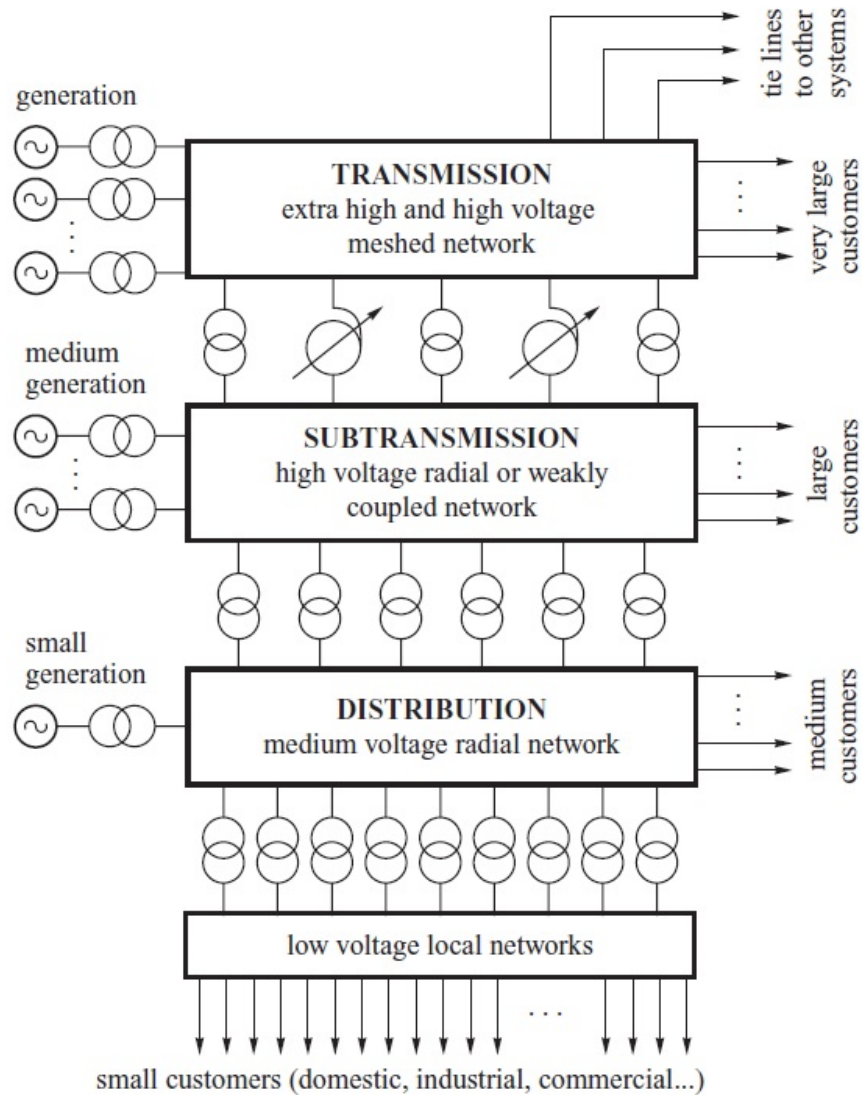 tie lines
to other
systems
generation
TRANSMISSION
extra high and high voltage
meshed network
very large
customers
medium
generation
SUBTRANSMISSION
high voltage radial or weakly
coupled network
large
customers
small
generation
DISTRIBUTION
medium voltage radial network
medium
customers
low voltage local networks
. . .
small customers (domestic, industrial, commercial...)